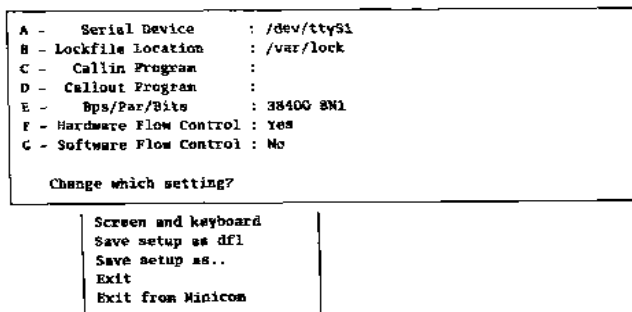 A -    Serial Device      : /dev/ttyS1
B - Lockfile Location     : /var/lock
C -   Callin Program      :
D -  Callout Program      :
E -    Bps/Par/Bits       : 38400 8N1
F - Hardware Flow Control : Yes
G - Software Flow Control : No
Change which setting?
Screen and keyboard
Save setup as dfl
Save setup as..
Exit
Exit from Minicom